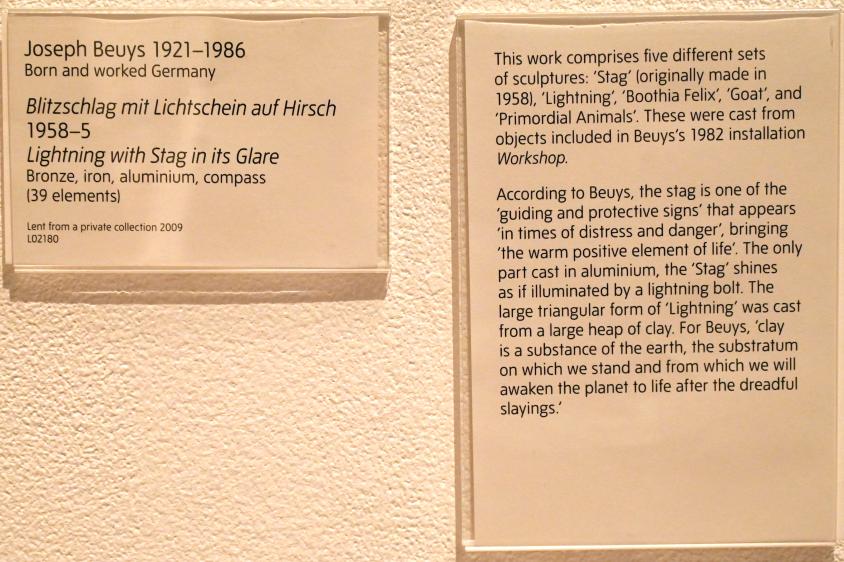 Joseph Beuys 1921–1986
Born and worked Germany
Blitzschlag mit Lichtschein auf Hirsch
1958–5
Lightning with Stag in its Glare
Bronze, iron, aluminium, compass
(39 elements)
Lent from a private collection 2009
L02180
This work comprises five different sets
of sculptures: ‘Stag’ (originally made in
1958), ‘Lightning’, ‘Boothia Felix’, ‘Goat’, and
‘Primordial Animals’. These were cast from
objects included in Beuys’s 1982 installation
Workshop.
According to Beuys, the stag is one of the
‘guiding and protective signs’ that appears
‘in times of distress and danger’, bringing
‘the warm positive element of life’. The only
part cast in aluminium, the ‘Stag’ shines
as if illuminated by a lightning bolt. The
large triangular form of ‘Lightning’ was cast
from a large heap of clay. For Beuys, ‘clay
is a substance of the earth, the substratum
on which we stand and from which we will
awaken the planet to life after the dreadful
slayings.’